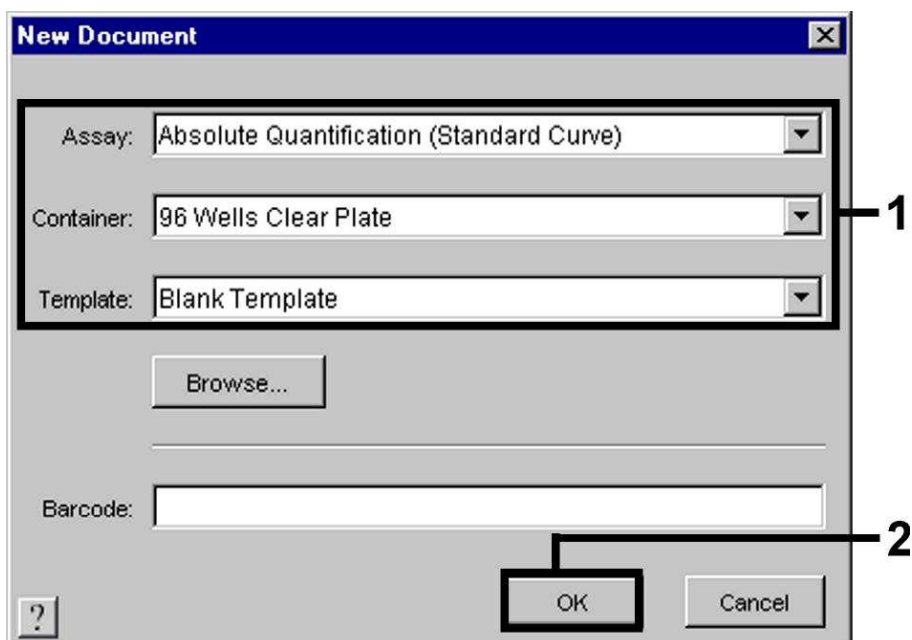 New Document
Assay: Absolute Quantification (Standard Curve)
Container: 96 Wells Clear Plate
1
Template: Blank Template
Browse...
Barcode:
2
? OK Cancel